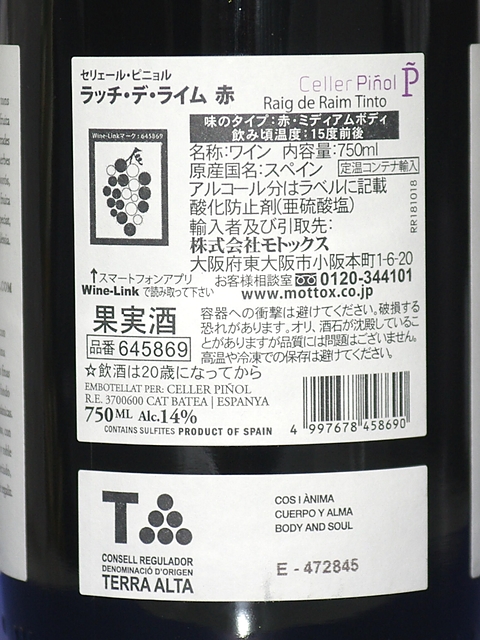 セリェール・ピニョル
ラッチ・デ・ライム 赤
Celler Piñol P̃
Raig de Raim Tinto
味のタイプ：赤・ミディアムボディ
飲み頃温度：15度前後
Wine-Linkマーク：645869
名称：ワイン 内容量：750ml
原産国名：スペイン 定温コンテナ輸入
アルコール分はラベルに記載
酸化防止剤（亜硫酸塩）
輸入者及び引取先：
株式会社モトックス
大阪府東大阪市小阪本町1-6-20
RR181018
↑スマートフォンアプリ
Wine-Linkで読み取って下さい
お客様相談室 0120-344101
www.mottox.co.jp
果実酒
品番 645869
容器への衝撃は避けてください。破損する
恐れがあります。オリ、酒石が沈殿しているこ
とがありますが品質には問題はございません。
高温や冷凍での保存は避けてください。
☆飲酒は20歳になってから
EMBOTELLAT PER: CELLER PIÑOL
R.E. 3700600 CAT BATEA | ESPANYA
750 ML Alc.14%
CONTAINS SULFITES PRODUCT OF SPAIN
4 997678 458690
T
CONSELL REGULADOR
DENOMINACIÓ D'ORIGEN
TERRA ALTA
COS I ÀNIMA
CUERPO Y ALMA
BODY AND SOUL
E - 472845